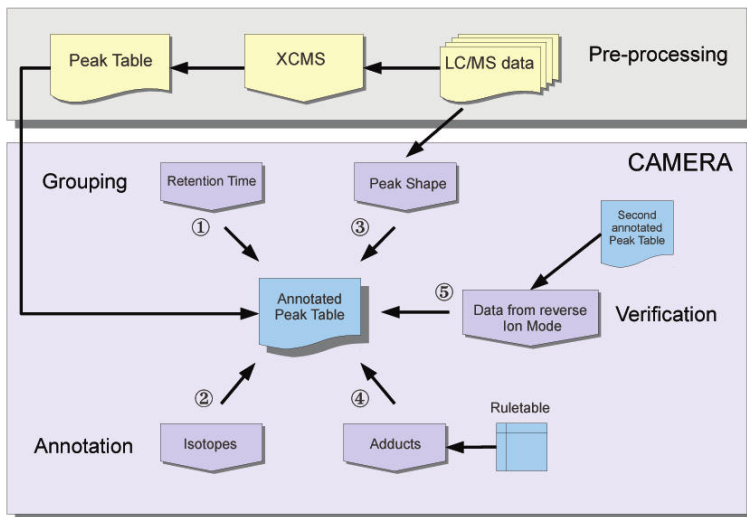 Peak Table
XCMS
LC/MS data
Pre-processing
CAMERA
Grouping
Retention Time
Peak Shape
①
③
Second
annotated
Peak Table
Annotated
Peak Table
⑤
Data from reverse
Ion Mode
Verification
②
④
Annotation
Isotopes
Adducts
Ruletable